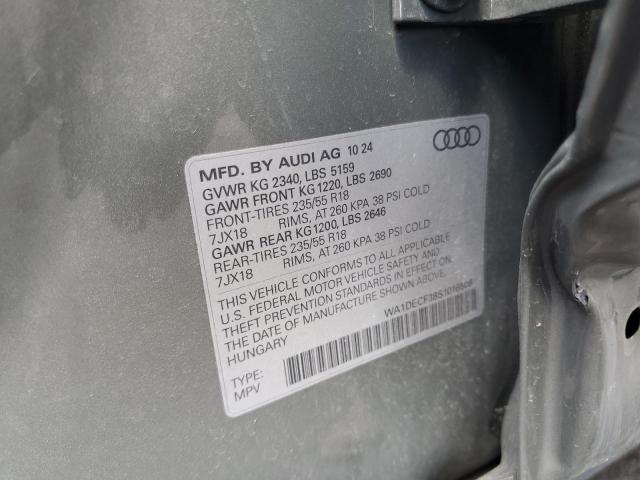 MFD. BY AUDI AG 10 24
GVWR KG 2340, LBS 5159
GAWR FRONT KG 1220, LBS 2690
FRONT-TIRES 235/55 R18
7JX18 RIMS, AT 260 KPA 38 PSI COLD
GAWR REAR KG 1200, LBS 2646
REAR-TIRES 235/55 R18
7JX18 RIMS, AT 260 KPA 38 PSI COLD
THIS VEHICLE CONFORMS TO ALL APPLICABLE
U.S. FEDERAL MOTOR VEHICLE SAFETY AND
THEFT PREVENTION STANDARDS IN EFFECT ON
THE DATE OF MANUFACTURE SHOWN ABOVE.
HUNGARY
WA1DECF38S1016508
TYPE:
MPV